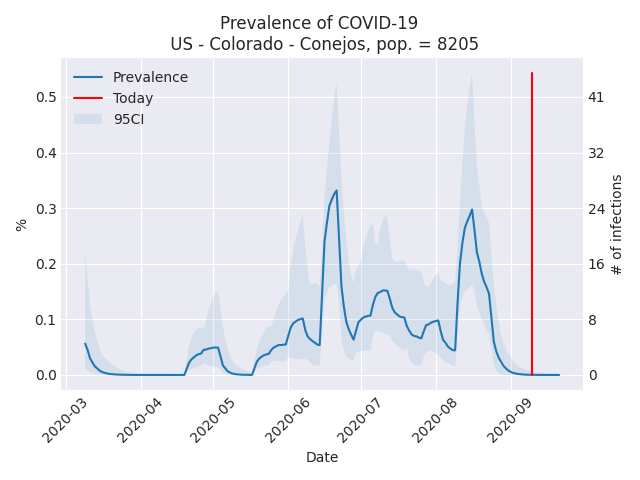 Prevalence of COVID-19
US - Colorado - Conejos, pop. = 8205
Prevalence
Today
95CI
0.5
0.4
0.3
0.2
0.1
0.0
%
41
32
24
16
8
0
# of infections
2020-03
2020-04
2020-05
2020-06
2020-07
2020-08
2020-09
Date